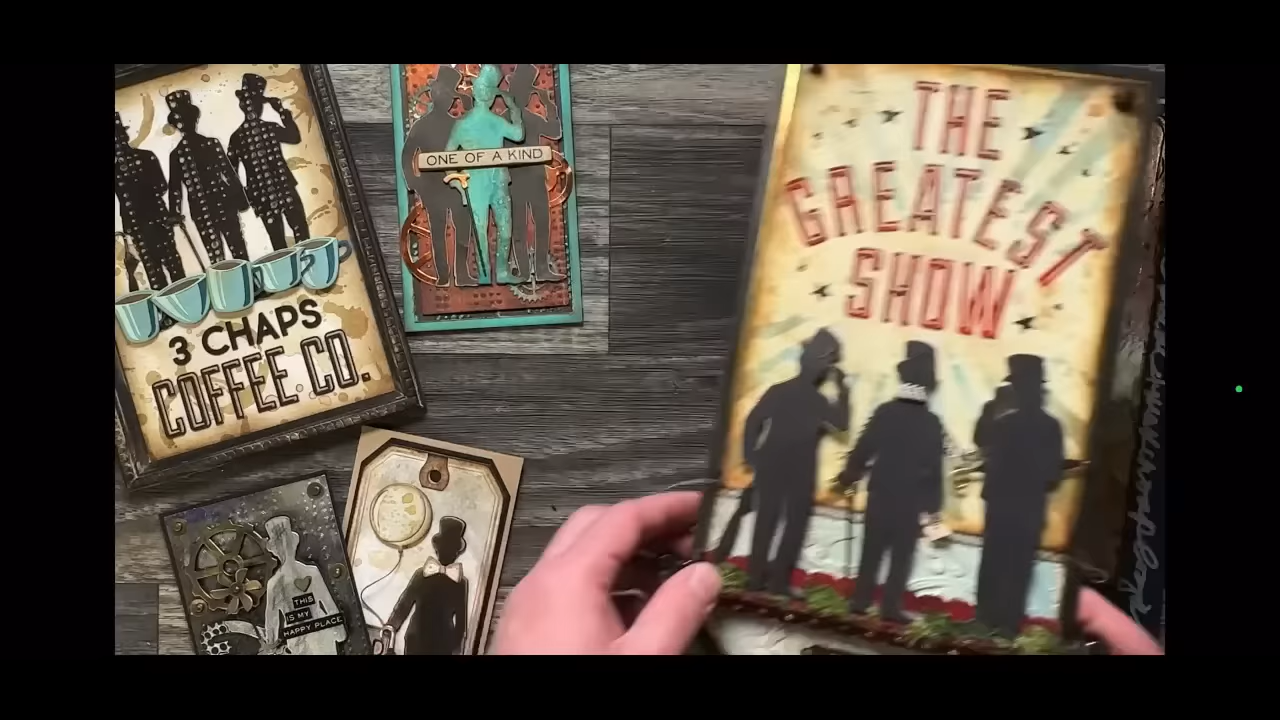 3 CHAPS
COFFEE CO.
ONE OF A KIND
THE
GREATEST
SHOW
THIS
IS MY
HAPPY PLACE